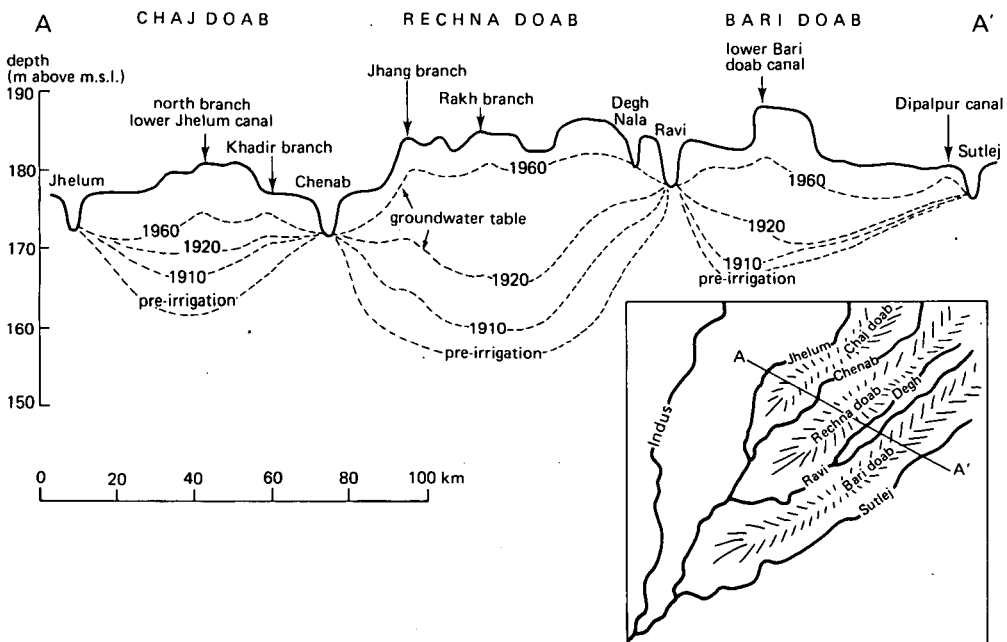 A
CHAJ DOAB
RECHNA DOAB
BARI DOAB
A'
depth
(m above m.s.l.)
190
180
170
160
150
Jhelum
north branch
lower Jhelum canal
Khadir branch
Chenab
Jhang branch
Rakh branch
Degh
Nala
Ravi
lower Bari
doab canal
Dipalpur canal
Sutlej
1960
1920
1910
pre-irrigation
1960
groundwater table
1920
1910
pre-irrigation
1960
1920
1910
pre-irrigation
0
20
40
60
80
100 km
Indus
A
Jhelum
Chaj doab
Chenab
Rechna doab
Degh
Ravi
Bari doab
Sutlej
A'